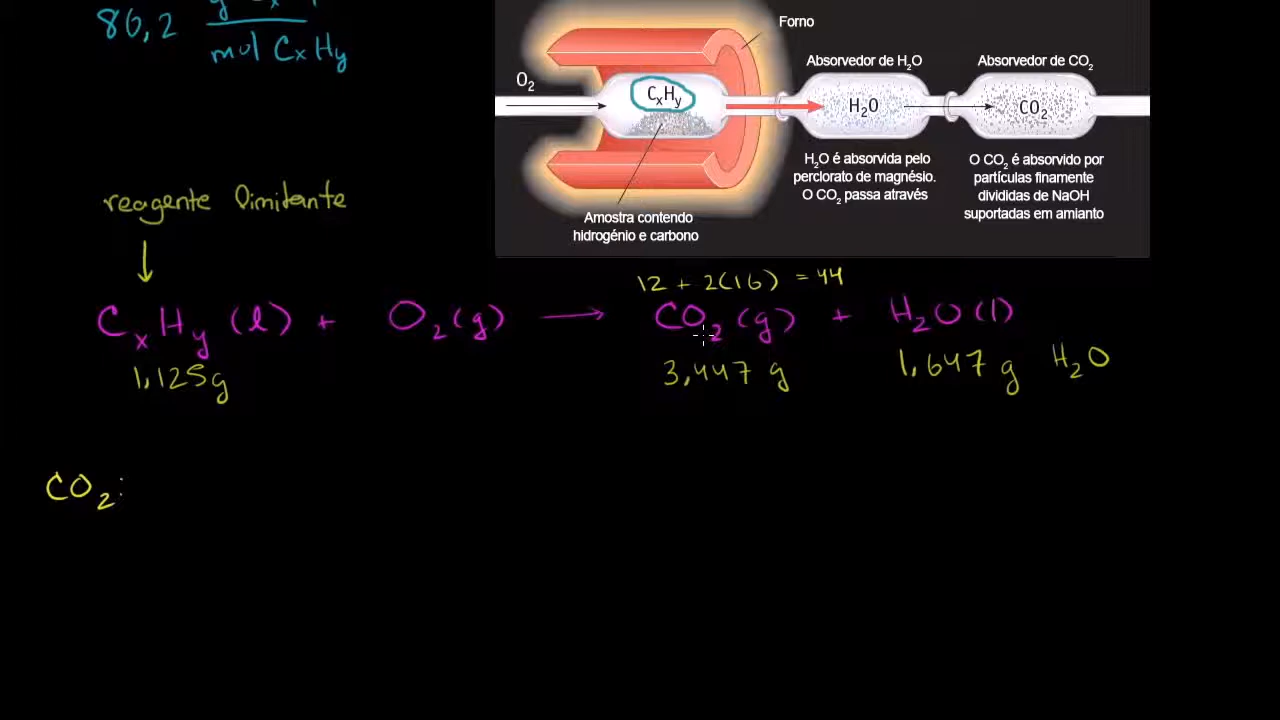 86,2
mol CxHy
Forno
O₂
CxHy
Absorvedor de H₂O
H₂O
Absorvedor de CO₂
CO₂
H₂O é absorvida pelo
perclorato de magnésio.
O CO₂ passa através
O CO₂ é absorvido por
partículas finamente
divididas de NaOH
suportadas em amianto
Amostra contendo
hidrogénio e carbono
reagente limitante
12 + 2(16) = 44
CxHy (l) + O₂(g) → CO₂(g) + H₂O(l)
1,125g 3,447 g 1,647 g H₂O
CO₂: